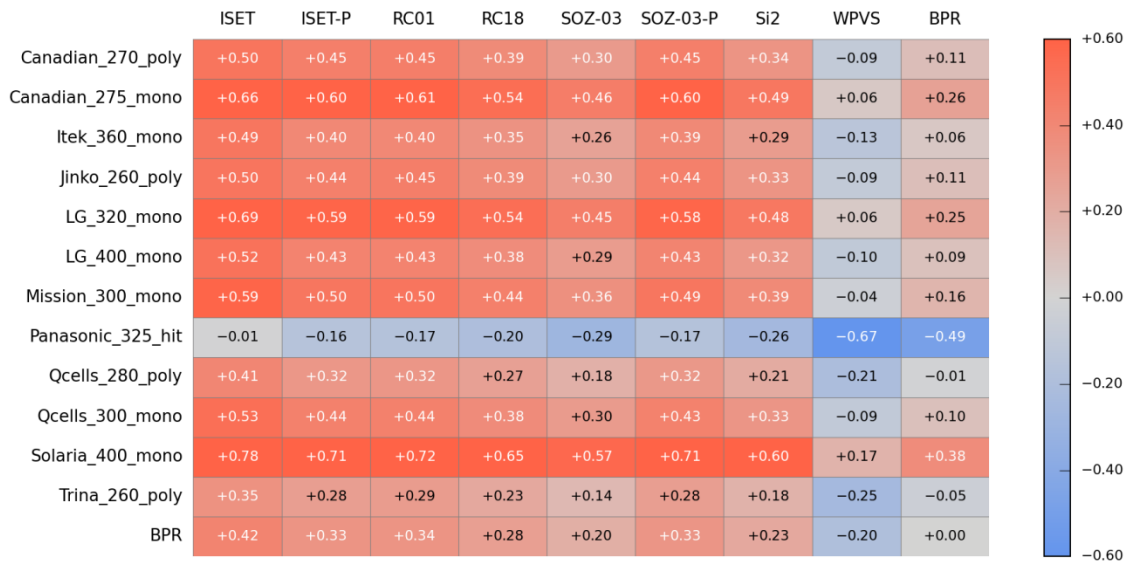 ISET ISET-P RC01 RC18 SOZ-03 SOZ-03-P Si2 WPVS BPR
Canadian_270_poly +0.50 +0.45 +0.45 +0.39 +0.30 +0.45 +0.34 −0.09 +0.11
Canadian_275_mono +0.66 +0.60 +0.61 +0.54 +0.46 +0.60 +0.49 +0.06 +0.26
Itek_360_mono +0.49 +0.40 +0.40 +0.35 +0.26 +0.39 +0.29 −0.13 +0.06
Jinko_260_poly +0.50 +0.44 +0.45 +0.39 +0.30 +0.44 +0.33 −0.09 +0.11
LG_320_mono +0.69 +0.59 +0.59 +0.54 +0.45 +0.58 +0.48 +0.06 +0.25
LG_400_mono +0.52 +0.43 +0.43 +0.38 +0.29 +0.43 +0.32 −0.10 +0.09
Mission_300_mono +0.59 +0.50 +0.50 +0.44 +0.36 +0.49 +0.39 −0.04 +0.16
Panasonic_325_hit −0.01 −0.16 −0.17 −0.20 −0.29 −0.17 −0.26 −0.67 −0.49
Qcells_280_poly +0.41 +0.32 +0.32 +0.27 +0.18 +0.32 +0.21 −0.21 −0.01
Qcells_300_mono +0.53 +0.44 +0.44 +0.38 +0.30 +0.43 +0.33 −0.09 +0.10
Solaria_400_mono +0.78 +0.71 +0.72 +0.65 +0.57 +0.71 +0.60 +0.17 +0.38
Trina_260_poly +0.35 +0.28 +0.29 +0.23 +0.14 +0.28 +0.18 −0.25 −0.05
BPR +0.42 +0.33 +0.34 +0.28 +0.20 +0.33 +0.23 −0.20 +0.00
+0.60
+0.40
+0.20
+0.00
−0.20
−0.40
−0.60